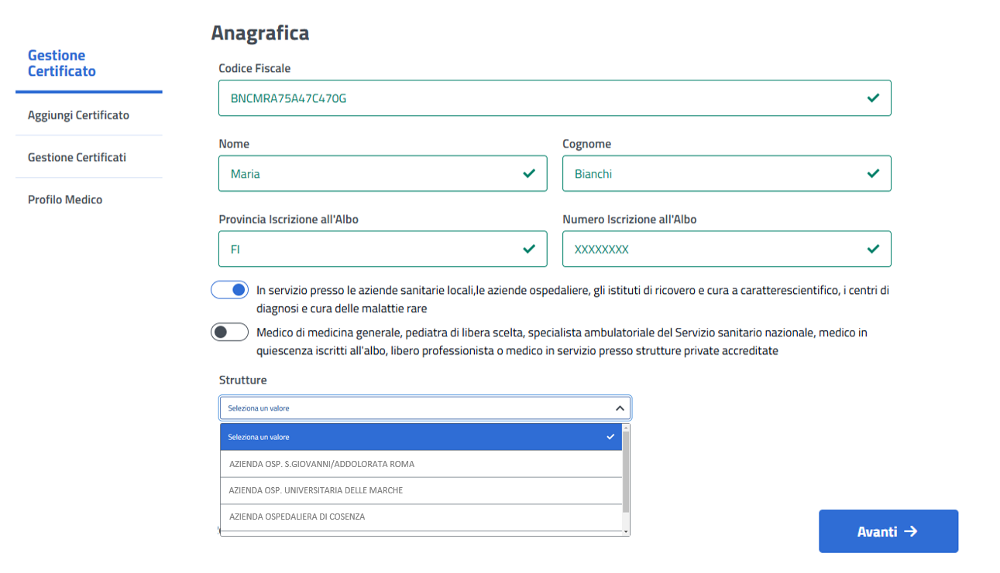 Anagrafica
Gestione
Certificato
Aggiungi Certificato
Gestione Certificati
Profilo Medico
Codice Fiscale
BNCMRA75A47C470G
Nome
Cognome
Maria
Bianchi
Provincia Iscrizione all'Albo
Numero Iscrizione all'Albo
FI
XXXXXXXX
In servizio presso le aziende sanitarie locali,le aziende ospedaliere, gli istituti di ricovero e cura a caratterescientifico, i centri di
diagnosi e cura delle malattie rare
Medico di medicina generale, pediatra di libera scelta, specialista ambulatoriale del Servizio sanitario nazionale, medico in
quiescenza iscritti all'albo, libero professionista o medico in servizio presso strutture private accreditate
Strutture
Seleziona un valore
Seleziona un valore
AZIENDA OSP. S.GIOVANNI/ADDOLORATA ROMA
AZIENDA OSP. UNIVERSITARIA DELLE MARCHE
AZIENDA OSPEDALIERA DI COSENZA
Avanti →